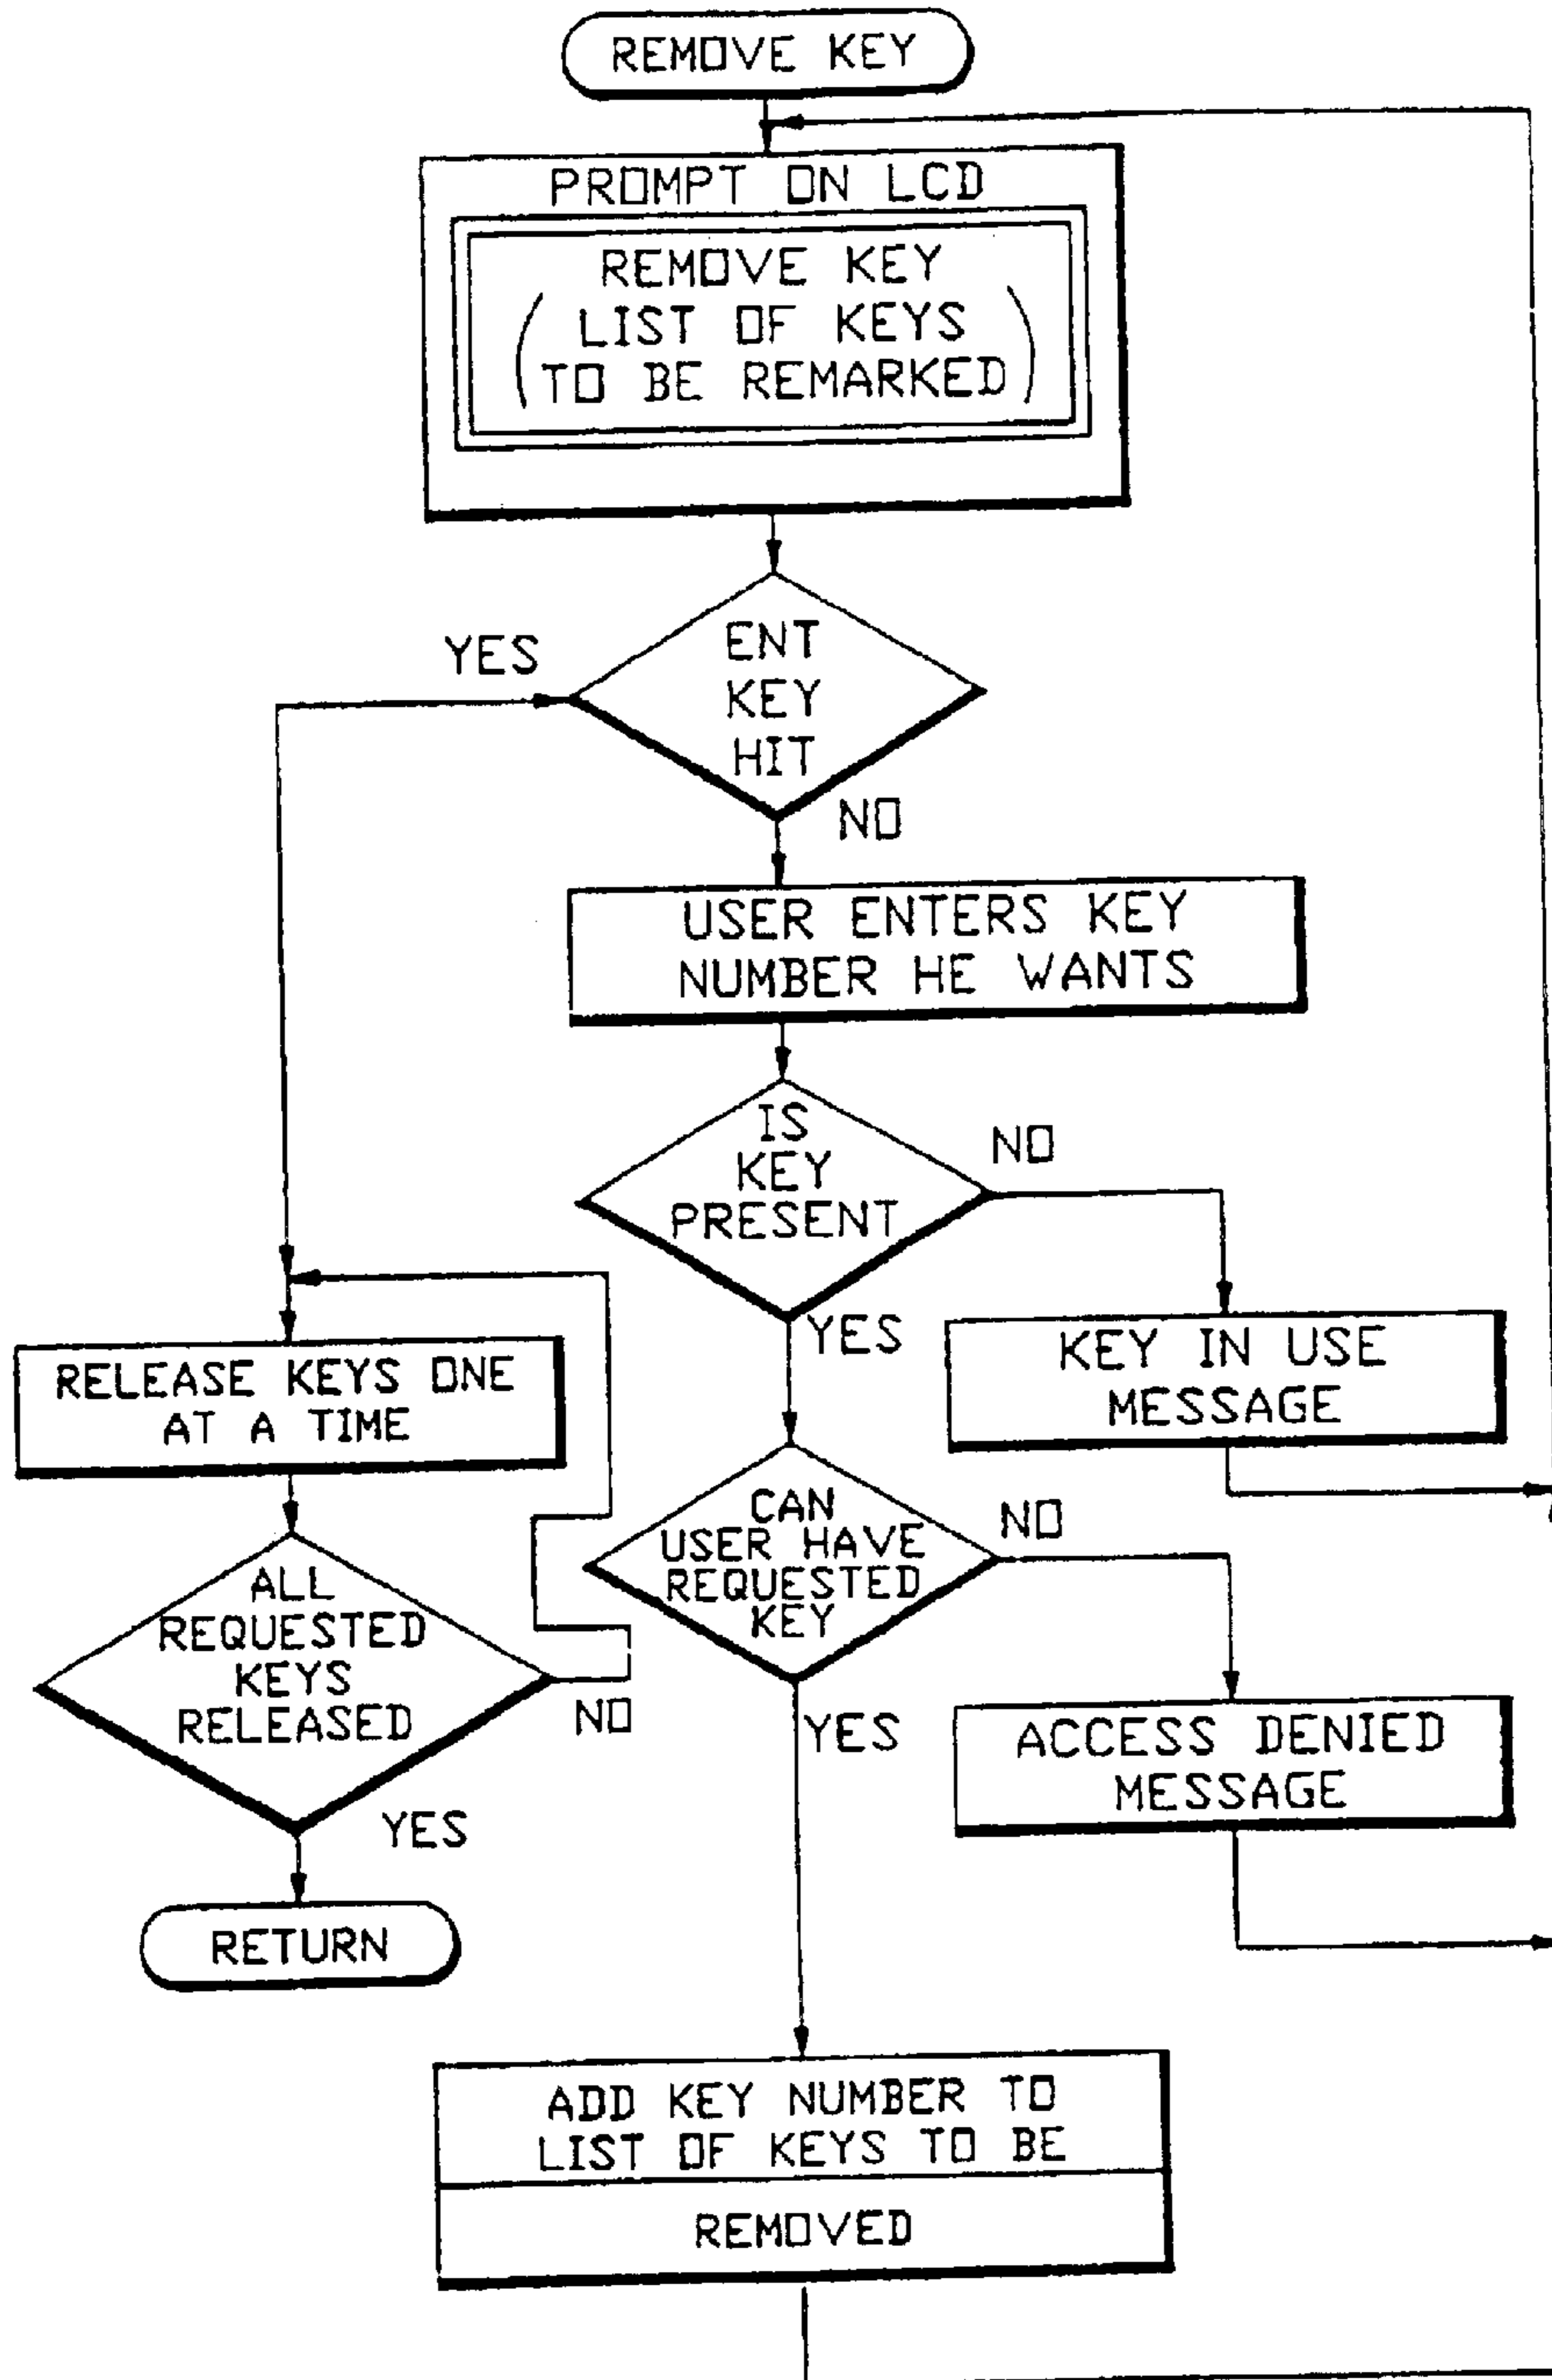 REMOVE KEY
PROMPT ON LCD
REMOVE KEY
( LIST OF KEYS
TO BE REMARKED )
ENT
KEY
HIT
YES
NO
USER ENTERS KEY
NUMBER HE WANTS
IS
KEY
PRESENT
NO
YES
KEY IN USE
MESSAGE
RELEASE KEYS ONE
AT A TIME
CAN
USER HAVE
REQUESTED
KEY
NO
YES
ALL
REQUESTED
KEYS
RELEASED
NO
YES
ACCESS DENIED
MESSAGE
RETURN
ADD KEY NUMBER TO
LIST OF KEYS TO BE
REMOVED